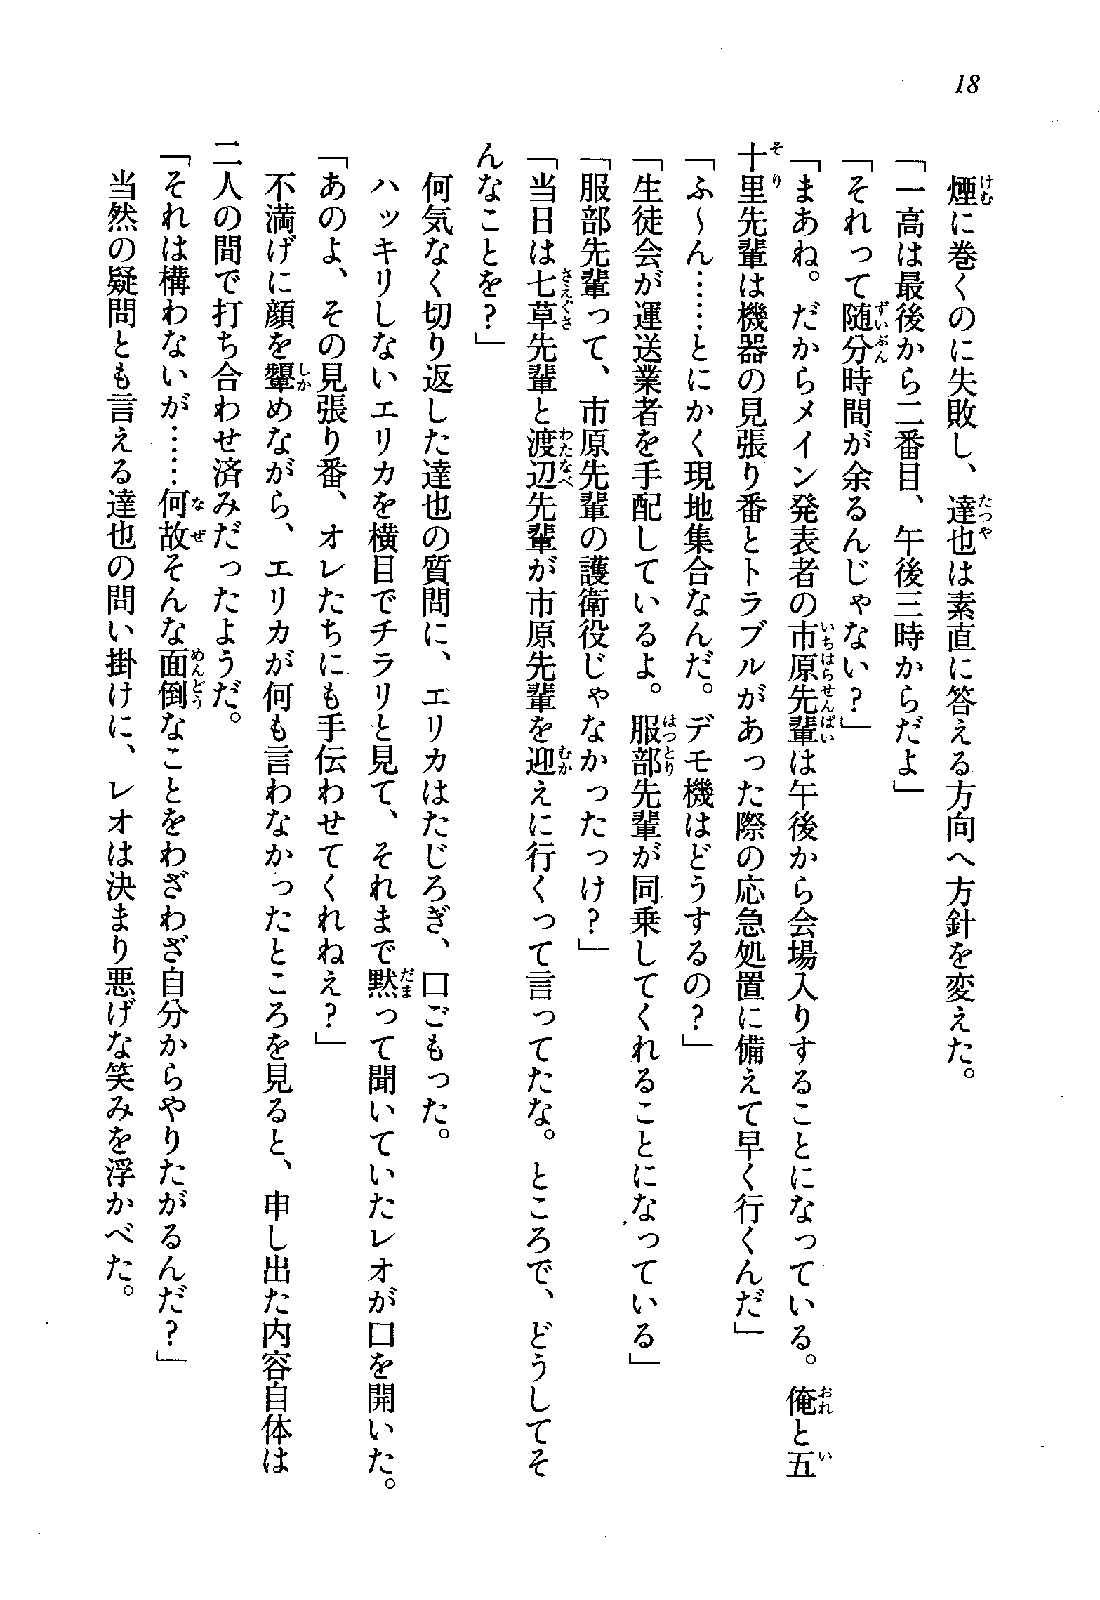 18
煙に巻くのに失敗し、達也は素直に答える方向へ方針を変えた。
「一高は最後から二番目、午後三時からだよ」
「それって随分時間が余るんじゃない？」
「まあね。だからメイン発表者の市原先輩は午後から会場入りすることになっている。俺と五
十里先輩は機器の見張り番とトラブルがあった際の応急処置に備えて早く行くんだ」
「ふ～ん……とにかく現地集合なんだ。デモ機はどうするの？」
「生徒会が運送業者を手配しているよ。服部先輩が同乗してくれることになっている」
「服部先輩って、市原先輩の護衛役じゃなかったっけ？」
「当日は七草先輩と渡辺先輩が市原先輩を迎えに行くって言ってたな。ところで、どうしてそ
んなことを？」
何気なく切り返した達也の質問に、エリカはたじろぎ、口ごもった。
ハッキリしないエリカを横目でチラリと見て、それまで黙って聞いていたレオが口を開いた。
「あのよ、その見張り番、オレたちにも手伝わせてくれねえ？」
不満げに顔を顰めながら、エリカが何も言わなかったところを見ると、申し出た内容自体は
二人の間で打ち合わせ済みだったようだ。
「それは構わないが……何故そんな面倒なことをわざわざ自分からやりたがるんだ？」
当然の疑問とも言える達也の問い掛けに、レオは決まり悪げな笑みを浮かべた。